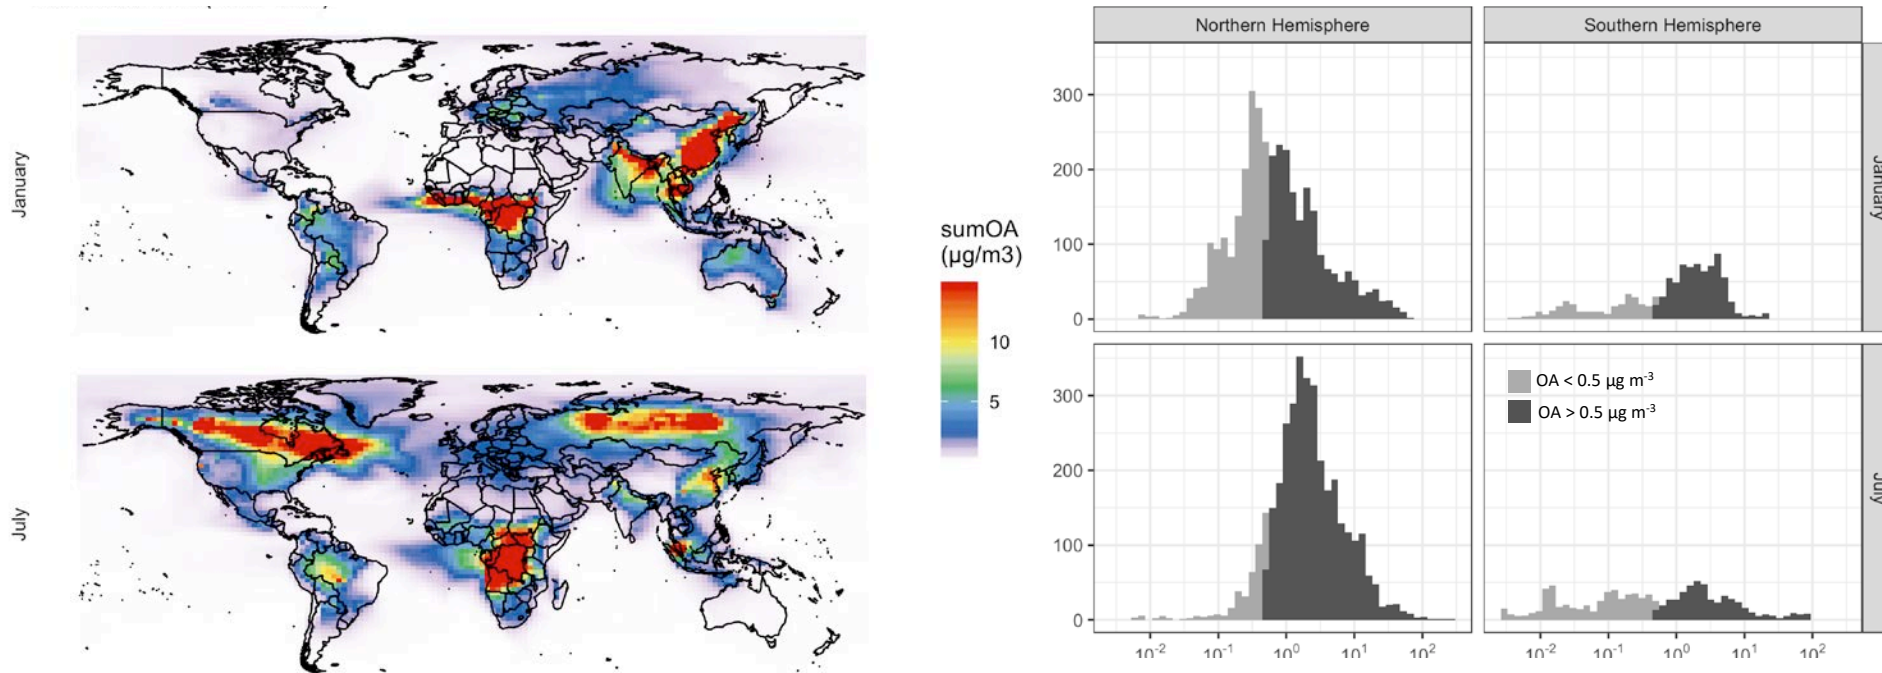 January
July
sumOA
(µg/m3)
10
5
Northern Hemisphere
Southern Hemisphere
300
200
100
0
January
300
200
100
0
OA < 0.5 µg m⁻³
OA > 0.5 µg m⁻³
July
10⁻²
10⁻¹
10⁰
10¹
10²
10⁻²
10⁻¹
10⁰
10¹
10²